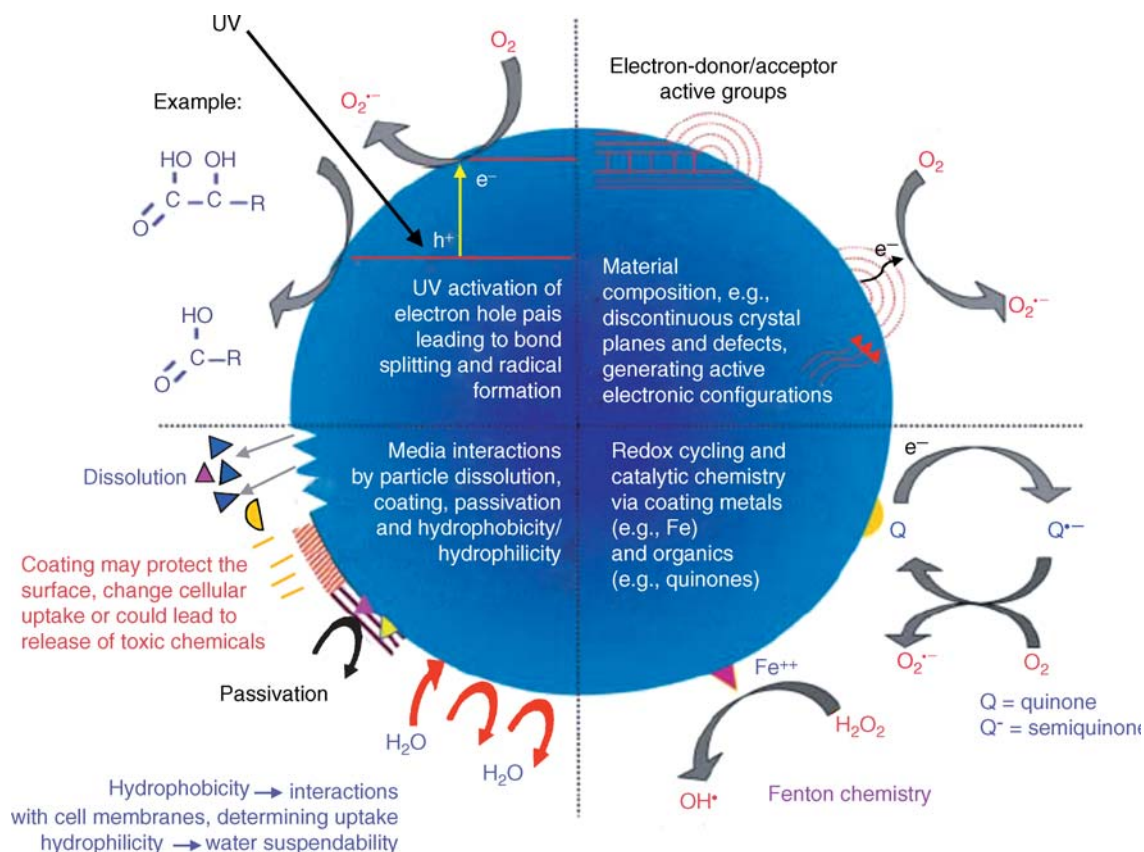 UV
O2
O2•−
Example:
HO OH
C – C – R
O
HO
C – R
O
e−
h+
UV activation of
electron hole pais
leading to bond
splitting and radical
formation
Electron-donor/acceptor
active groups
O2
e−
O2•−
Material
composition, e.g.,
discontinuous crystal
planes and defects,
generating active
electronic configurations
Media interactions
by particle dissolution,
coating, passivation
and hydrophobicity/
hydrophilicity
Dissolution
Coating may protect the
surface, change cellular
uptake or could lead to
release of toxic chemicals
Passivation
H2O
H2O
Hydrophobicity → interactions
with cell membranes, determining uptake
hydrophilicity → water suspendability
Redox cycling and
catalytic chemistry
via coating metals
(e.g., Fe)
and organics
(e.g., quinones)
e−
Q
Q•−
O2•−
O2
Q = quinone
Q- = semiquinone
Fe++
H2O2
OH•
Fenton chemistry